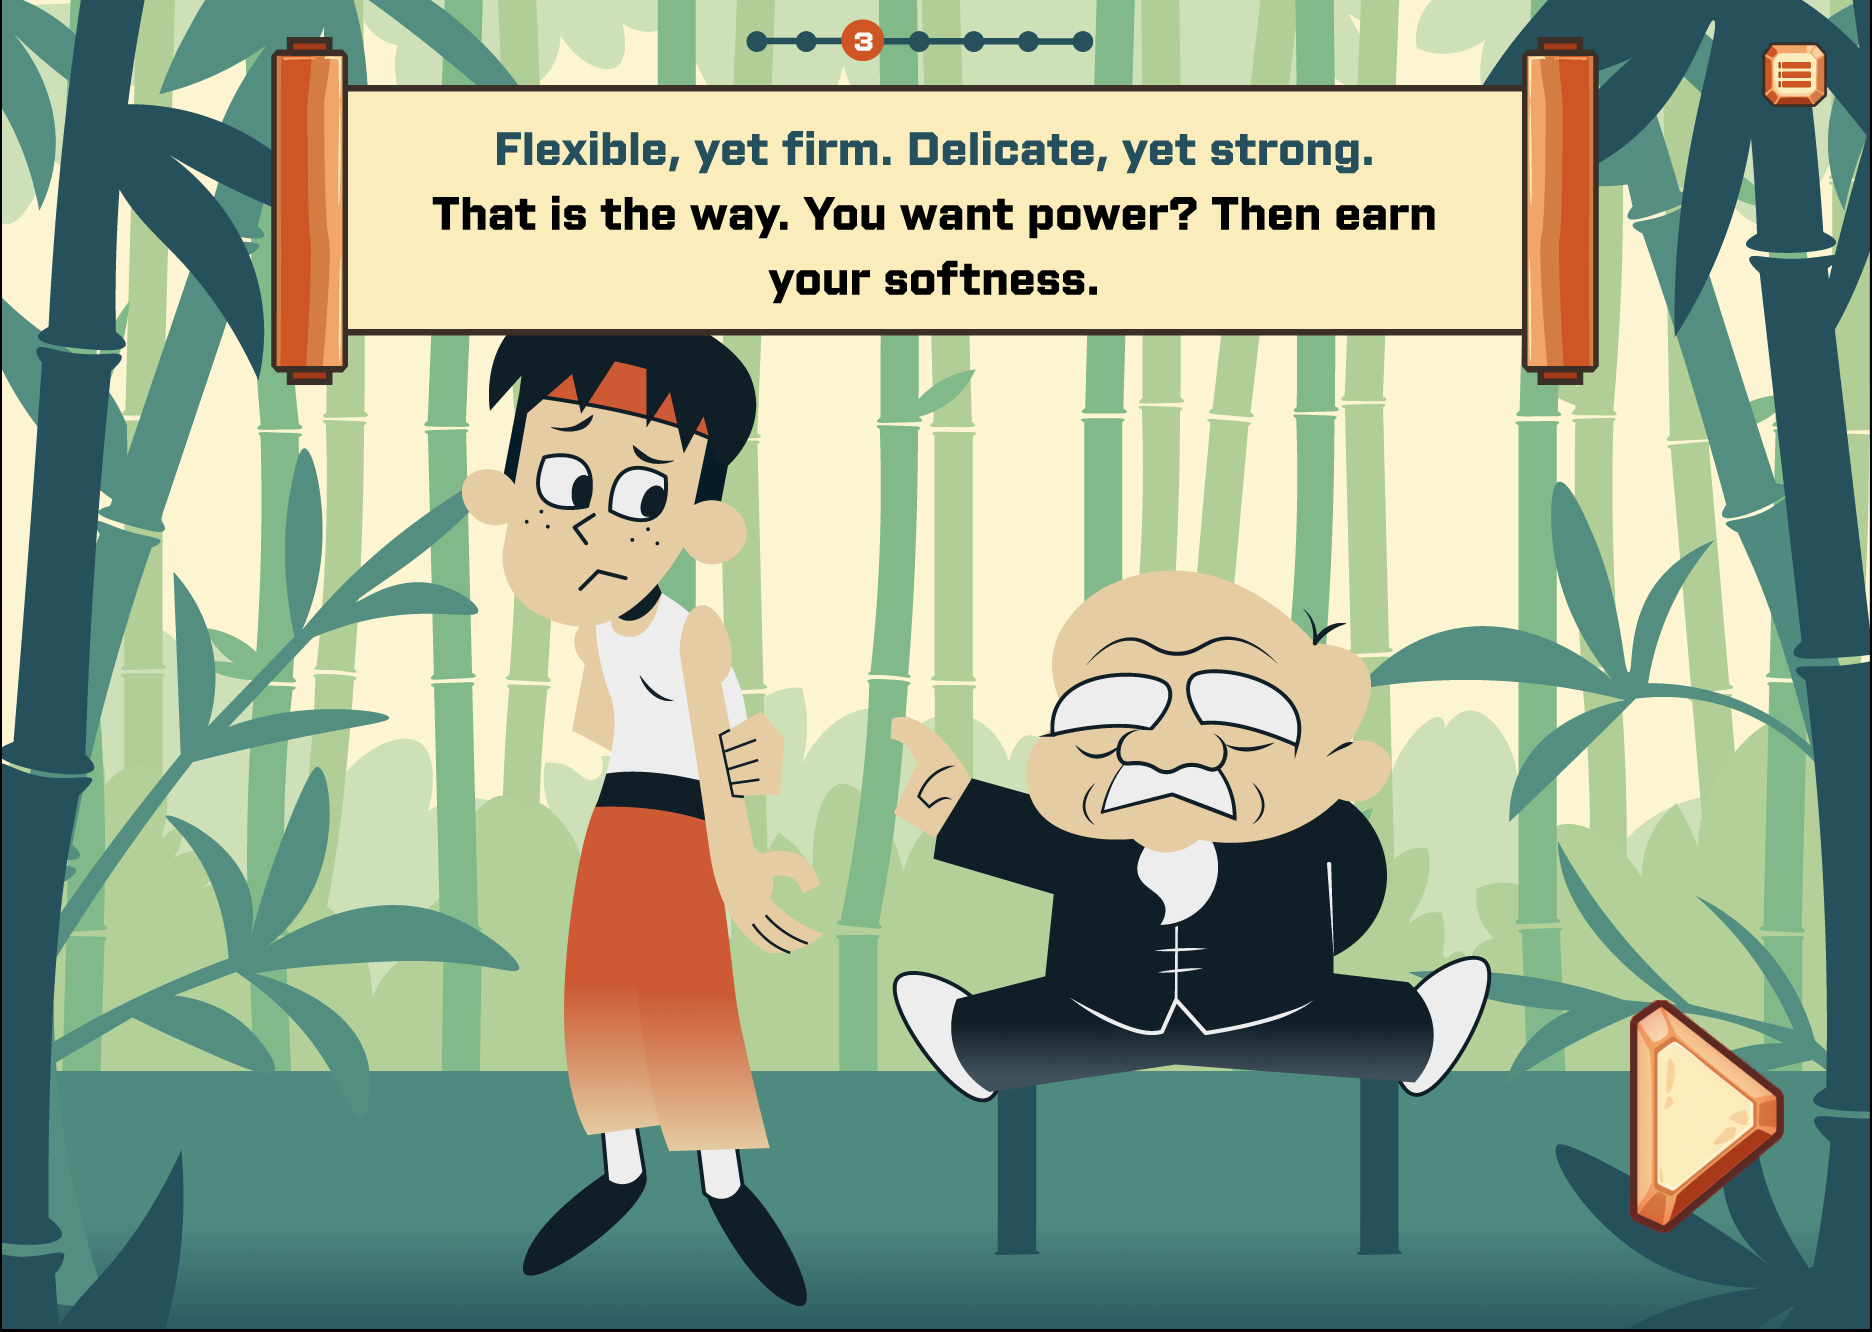 3
Flexible, yet firm. Delicate, yet strong.
That is the way. You want power? Then earn
your softness.